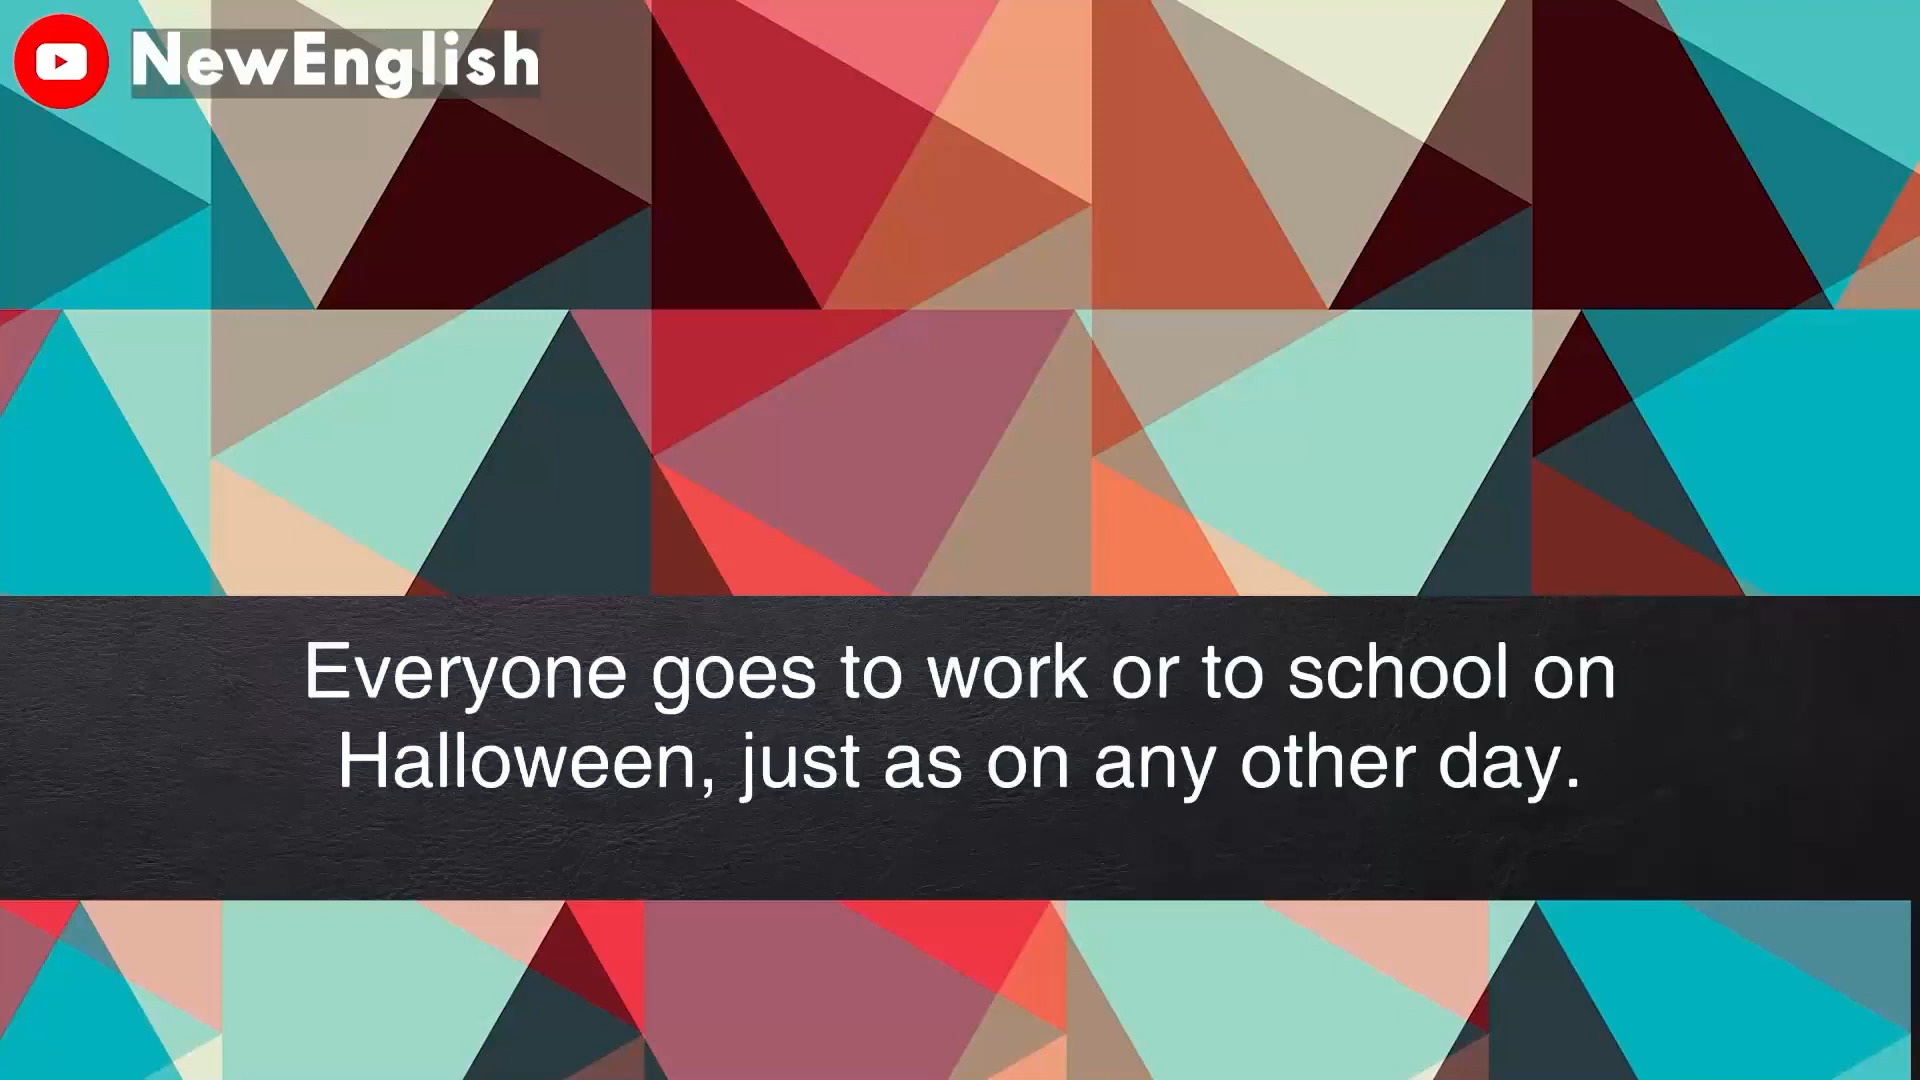 NewEnglish
Everyone goes to work or to school on
Halloween, just as on any other day.